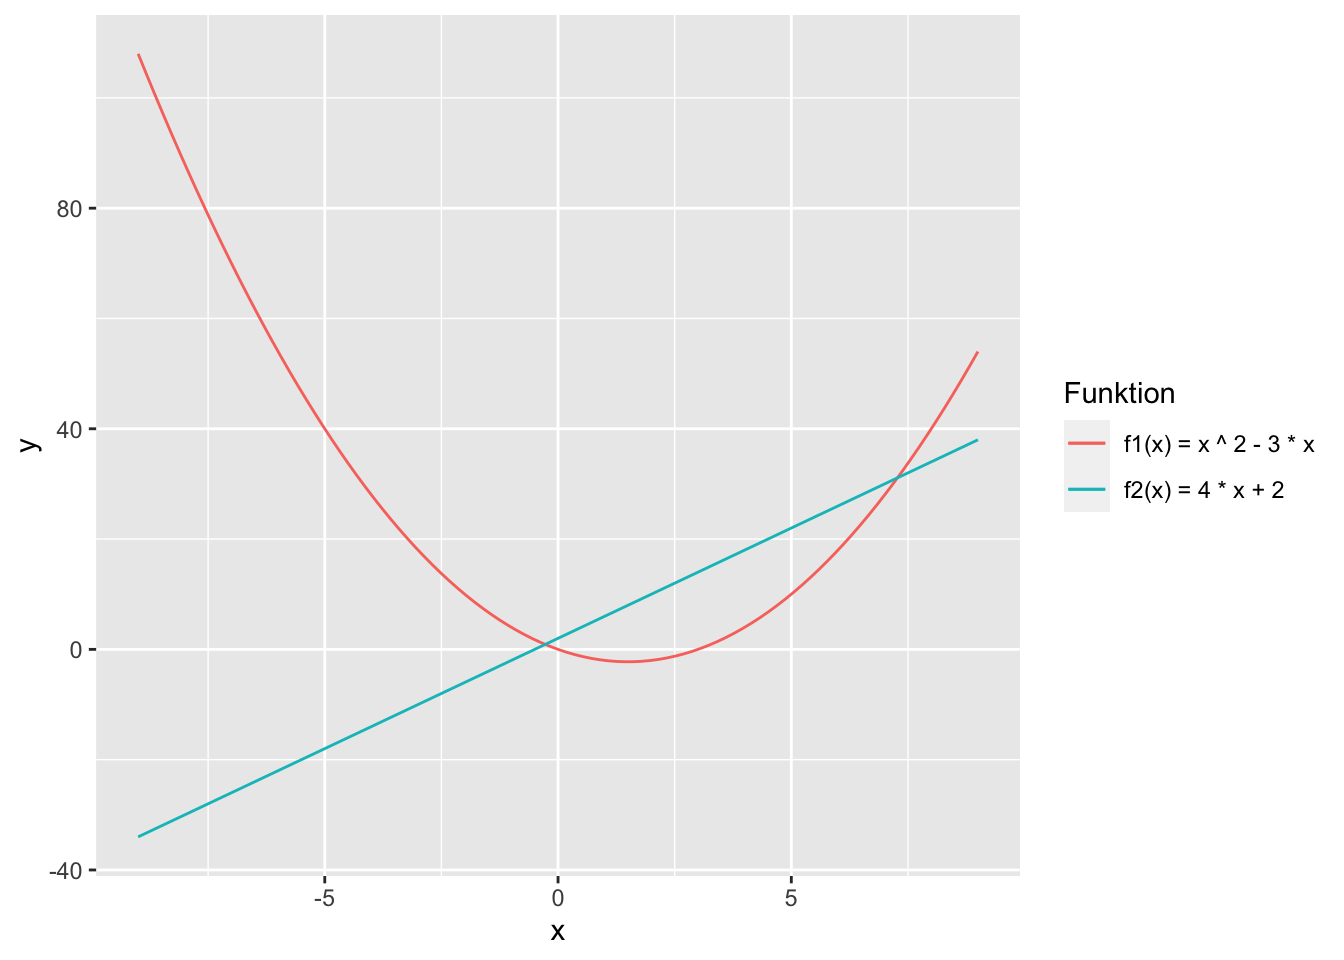 80
40
0
-40
-5
0
5
x
y
Funktion
f1(x) = x ^ 2 - 3 * x
f2(x) = 4 * x + 2